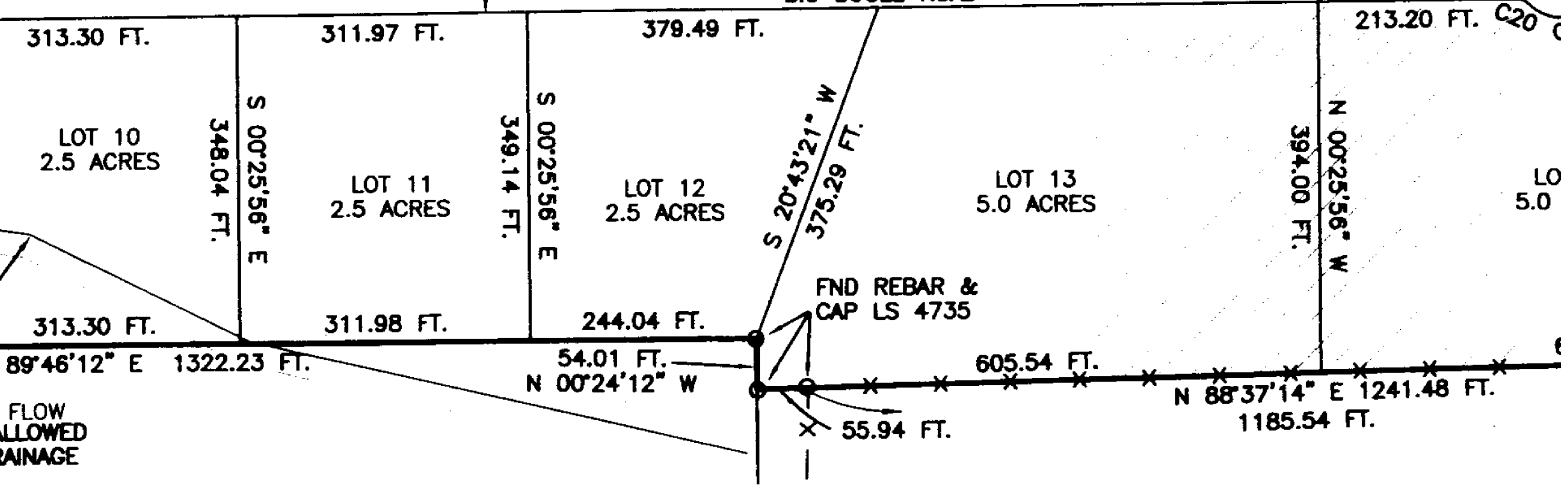 313.30 FT.
311.97 FT.
379.49 FT.
213.20 FT.
C20
LOT 10
2.5 ACRES
348.04 FT.
S 00°25'56" E
LOT 11
2.5 ACRES
349.14 FT.
S 00°25'56" E
LOT 12
2.5 ACRES
S 20°43'21" W
375.29 FT.
LOT 13
5.0 ACRES
394.00 FT.
N 00°25'56" W
LO
5.0
FND REBAR &
CAP LS 4735
313.30 FT.
311.98 FT.
244.04 FT.
89°46'12" E 1322.23 FT.
54.01 FT.
N 00°24'12" W
605.54 FT.
N 88°37'14" E 1241.48 FT.
1185.54 FT.
55.94 FT.
FLOW
ALLOWED
RAINAGE